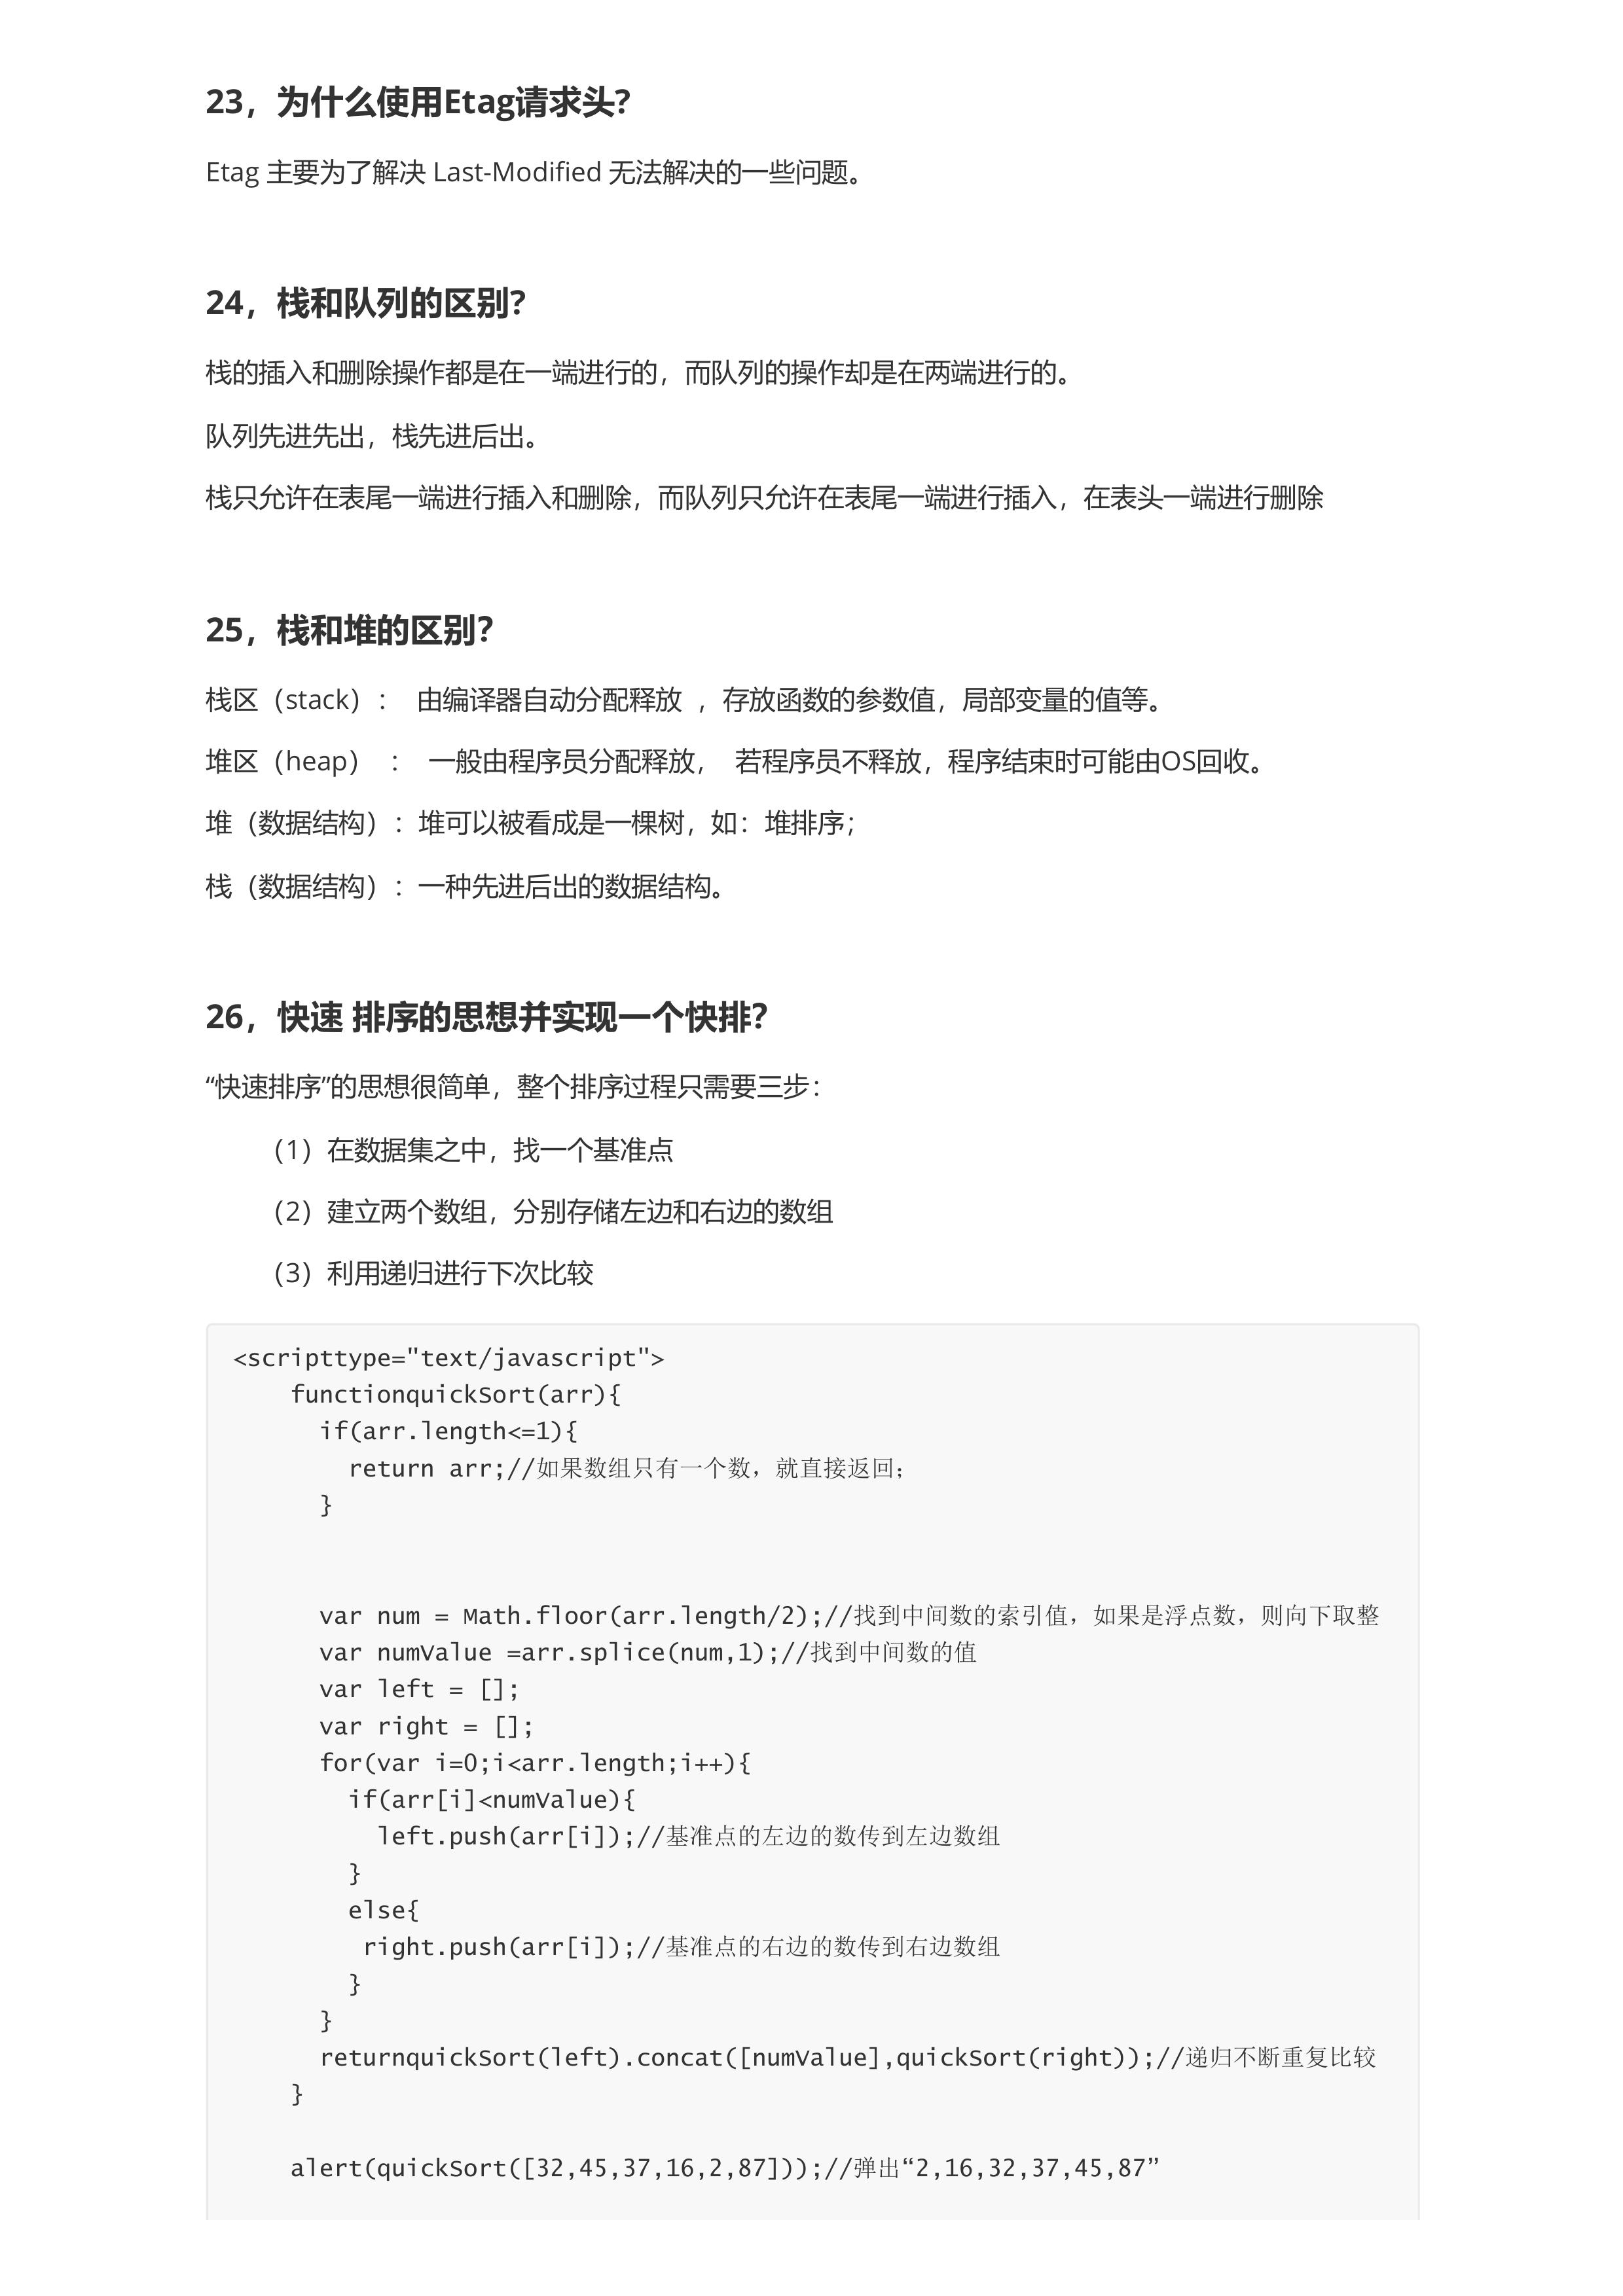 23，为什么使用Etag请求头?
Etag 主要为了解决 Last-Modified 无法解决的一些问题。
24，栈和队列的区别?
栈的插入和删除操作都是在一端进行的，而队列的操作却是在两端进行的。
队列先进先出，栈先进后出。
栈只允许在表尾一端进行插入和删除，而队列只允许在表尾一端进行插入，在表头一端进行删除
25，栈和堆的区别?
栈区（stack）：  由编译器自动分配释放 ，存放函数的参数值，局部变量的值等。
堆区（heap） ：  一般由程序员分配释放，  若程序员不释放，程序结束时可能由OS回收。
堆（数据结构）：堆可以被看成是一棵树，如：堆排序；
栈（数据结构）：一种先进后出的数据结构。
26，快速 排序的思想并实现一个快排?
“快速排序”的思想很简单，整个排序过程只需要三步：
（1）在数据集之中，找一个基准点
（2）建立两个数组，分别存储左边和右边的数组
（3）利用递归进行下次比较
<scripttype="text/javascript">
    functionquickSort(arr){
      if(arr.length<=1){
        return arr;//如果数组只有一个数，就直接返回；
      }
      var num = Math.floor(arr.length/2);//找到中间数的索引值，如果是浮点数，则向下取整
      var numValue =arr.splice(num,1);//找到中间数的值
      var left = [];
      var right = [];
      for(var i=0;i<arr.length;i++){
        if(arr[i]<numValue){
          left.push(arr[i]);//基准点的左边的数传到左边数组
        }
        else{
         right.push(arr[i]);//基准点的右边的数传到右边数组
        }
      }
      returnquickSort(left).concat([numValue],quickSort(right));//递归不断重复比较
    }
    alert(quickSort([32,45,37,16,2,87]));//弹出“2,16,32,37,45,87”